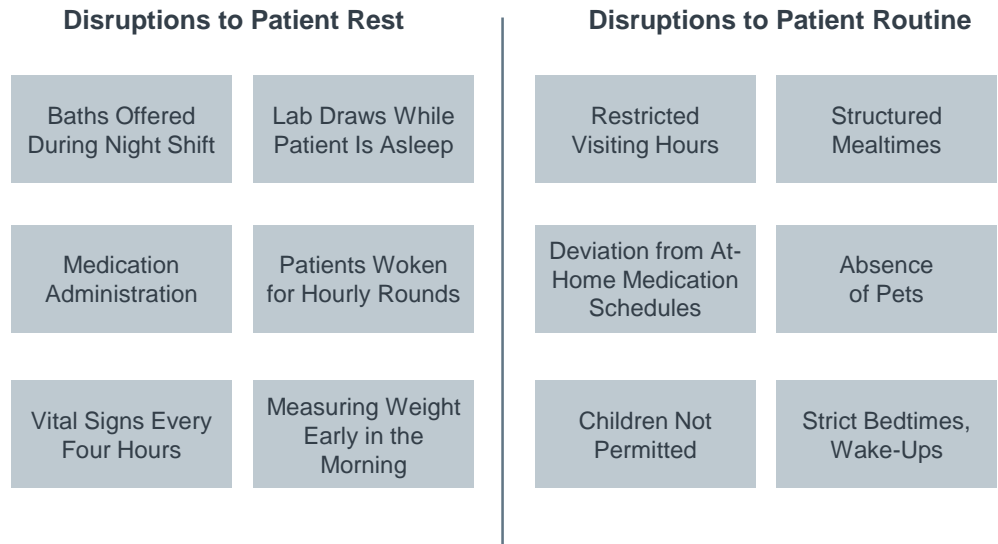 Disruptions to Patient Rest
Baths Offered
During Night Shift
Lab Draws While
Patient Is Asleep
Medication
Administration
Patients Woken
for Hourly Rounds
Vital Signs Every
Four Hours
Measuring Weight
Early in the
Morning
Disruptions to Patient Routine
Restricted
Visiting Hours
Structured
Mealtimes
Deviation from At-
Home Medication
Schedules
Absence
of Pets
Children Not
Permitted
Strict Bedtimes,
Wake-Ups